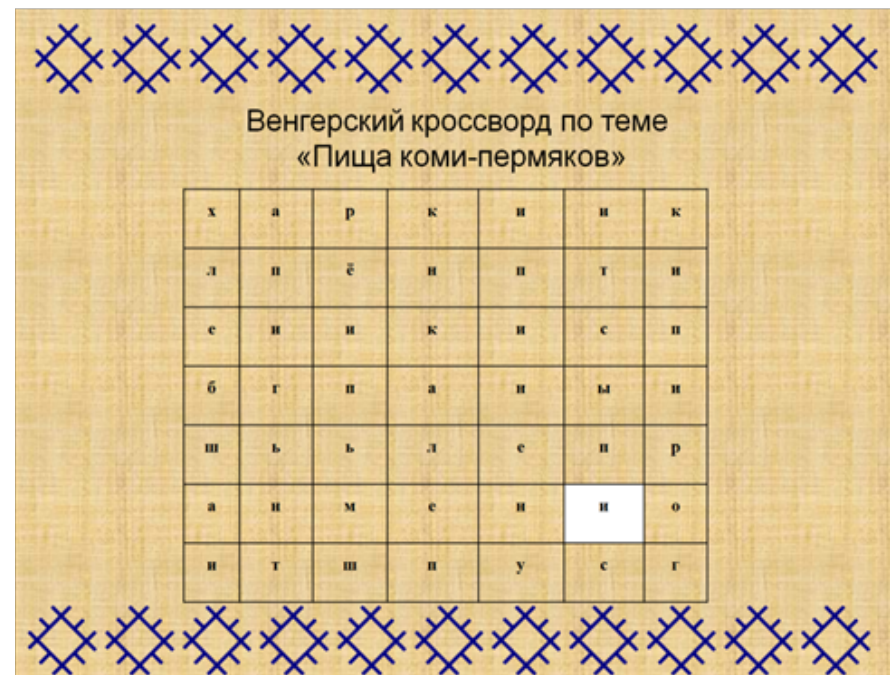 Венгерский кроссворд по теме
«Пища коми-пермяков»
х а р к и и к
л п ё н п т и
е и и к и с п
б г п а н ы и
ш ь ь л е п р
а н м е н и о
и т ш п у с г